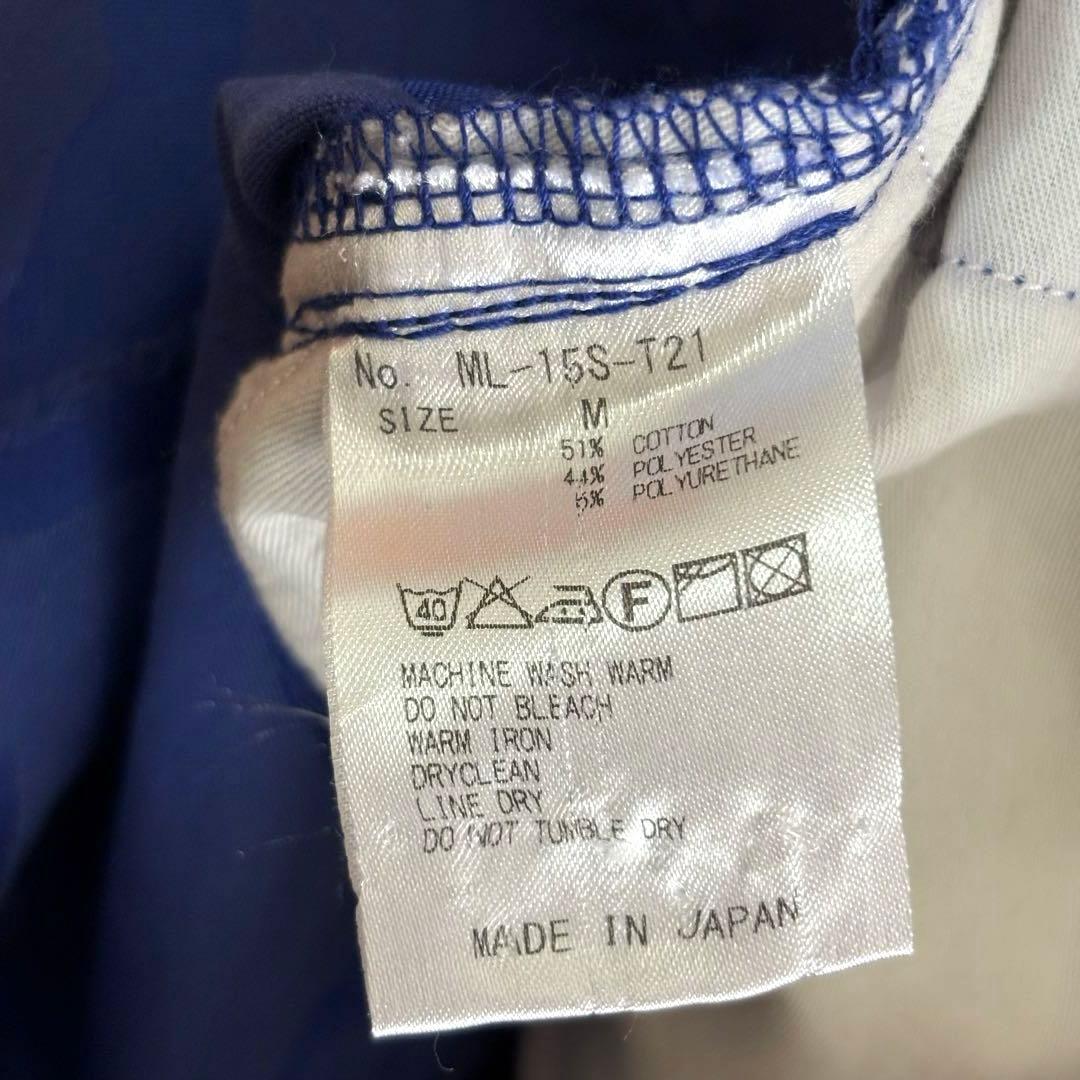 No. ML-15S-T21
SIZE M
51% COTTON
44% POLYESTER
5% POLYURETHANE
40 F
MACHINE WASH WARM
DO NOT BLEACH
WARM IRON
DRYCLEAN
LINE DRY
DO NOT TUMBLE DRY
MADE IN JAPAN